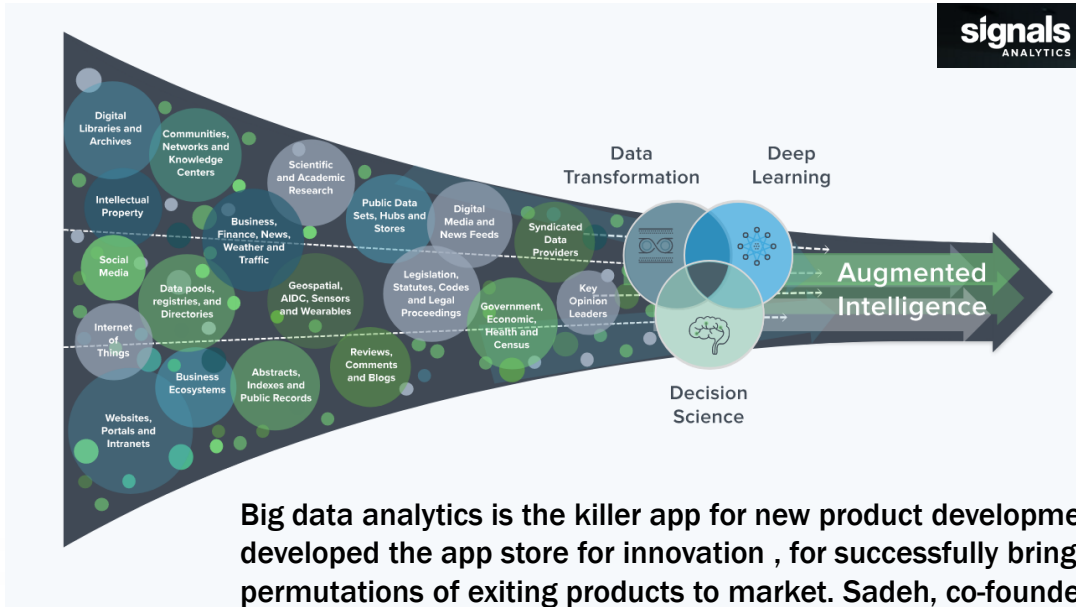 signals
ANALYTICS
Digital
Libraries and
Archives
Communities,
Networks and
Knowledge
Centers
Scientific
and Academic
Research
Intellectual
Property
Business,
Finance, News,
Weather and
Traffic
Public Data
Sets, Hubs and
Stores
Digital
Media and
News Feeds
Syndicated
Data
Providers
Social
Media
Data pools,
registries, and
Directories
Geospatial,
AIDC, Sensors
and Wearables
Legislation,
Statutes, Codes
and Legal
Proceedings
Government,
Economic,
Health and
Census
Key
Opinion
Leaders
Internet
of
Things
Business
Ecosystems
Abstracts,
Indexes and
Public Records
Reviews,
Comments
and Blogs
Websites,
Portals and
Intranets
Data
Transformation
Deep
Learning
Decision
Science
Augmented
Intelligence
Big data analytics is the killer app for new product developme
developed the app store for innovation , for successfully bring
permutations of exiting products to market. Sadeh, co-founde